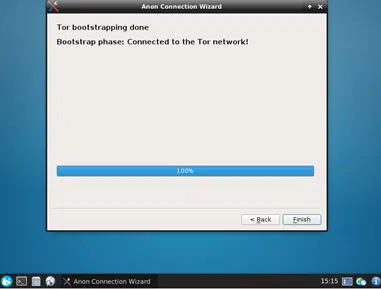 Anon Connection Wizard
Tor bootstrapping done
Bootstrap phase: Connected to the Tor network!
100%
< Back
Finish
Anon Connection Wizard
15:15